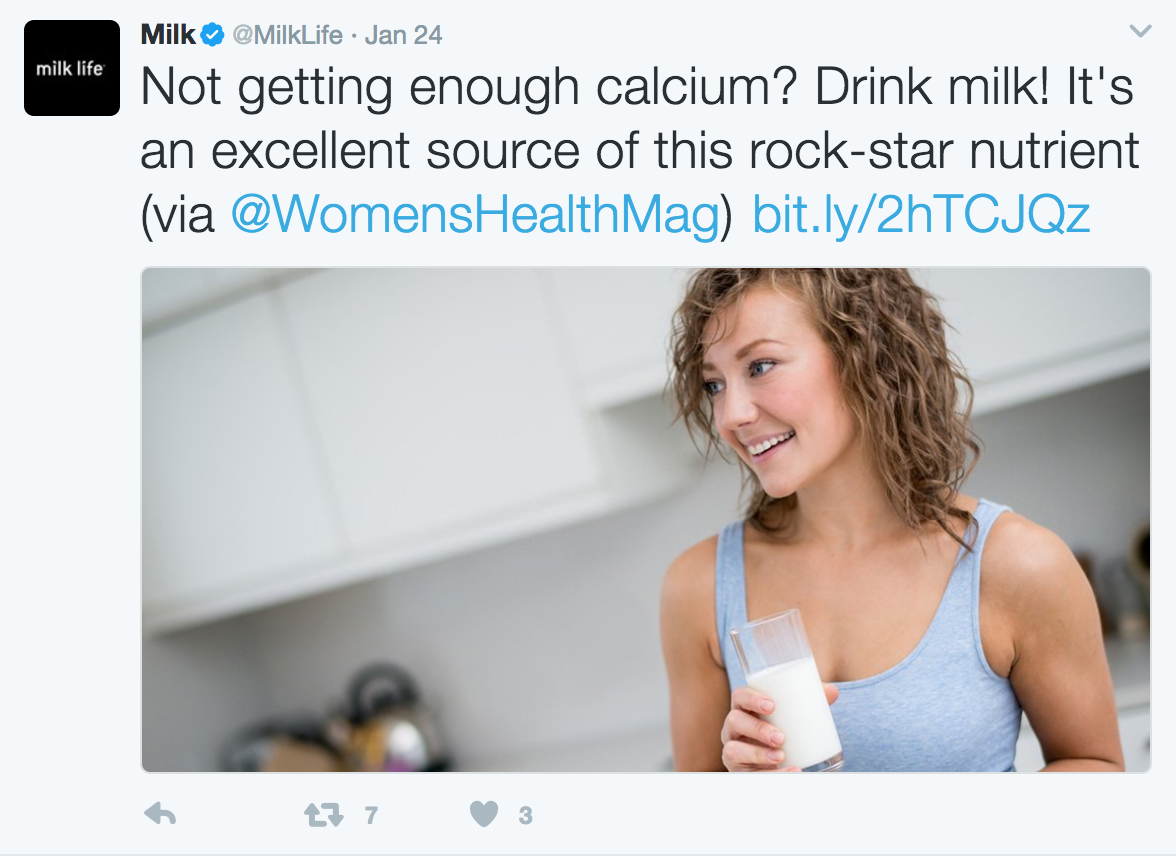 milk life
Milk @MilkLife · Jan 24
Not getting enough calcium? Drink milk! It's
an excellent source of this rock-star nutrient
(via @WomensHealthMag) bit.ly/2hTCJQz
7 3